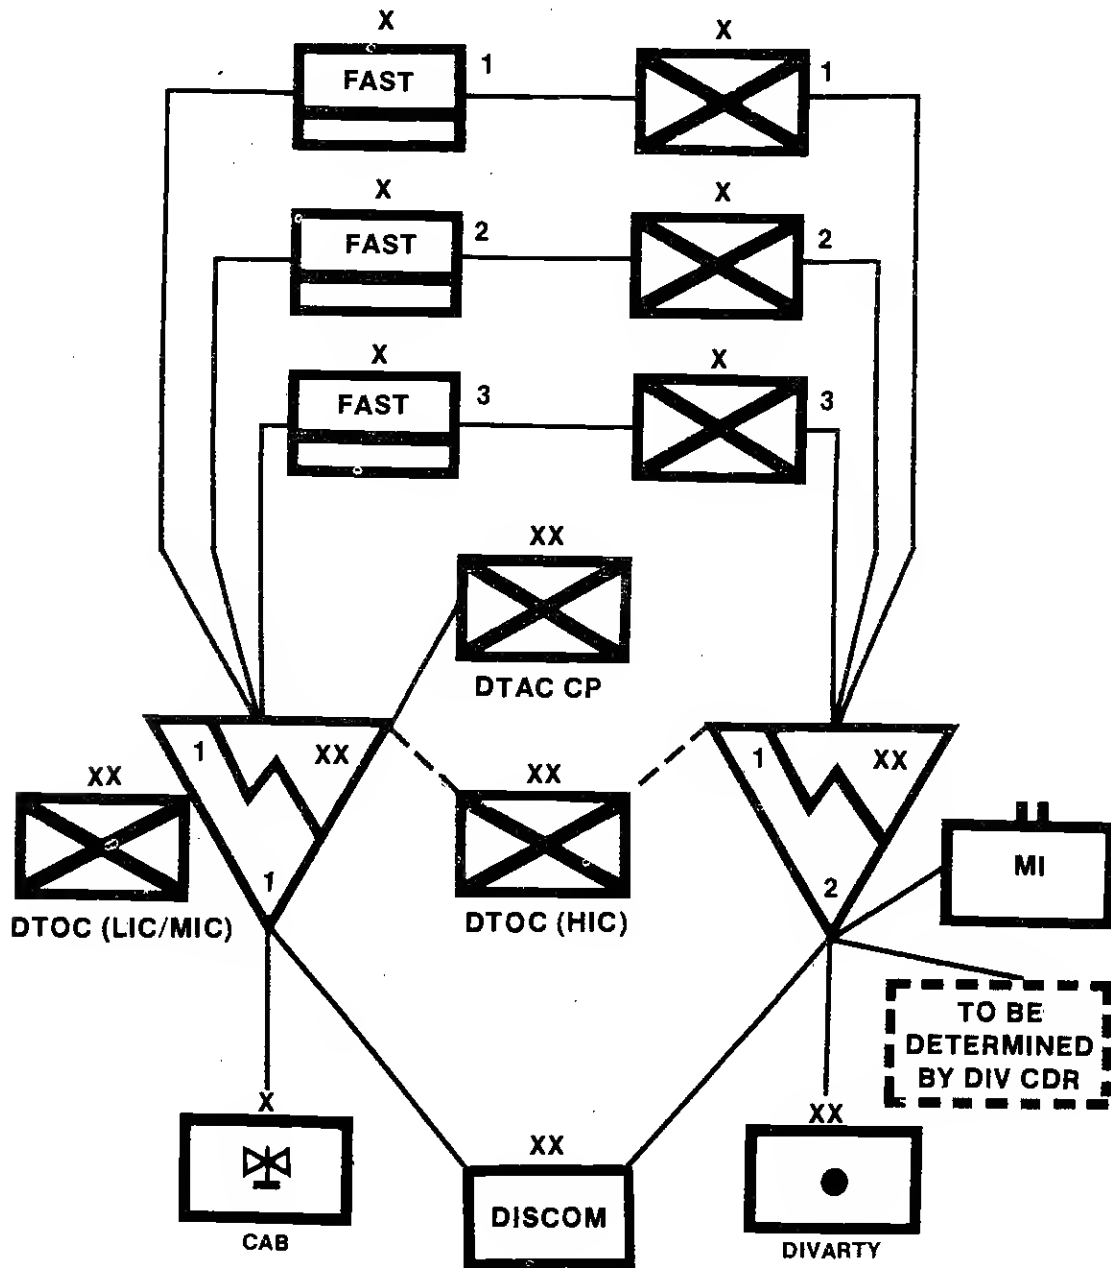 X
X
FAST
1
1
X
X
FAST
2
2
X
X
FAST
3
3
XX
DTAC CP
1
XX
1
XX
XX
XX
1
2
MI
DTOC (LIC/MIC)
DTOC (HIC)
TO BE
DETERMINED
BY DIV CDR
X
XX
XX
DISCOM
CAB
DIVARTY